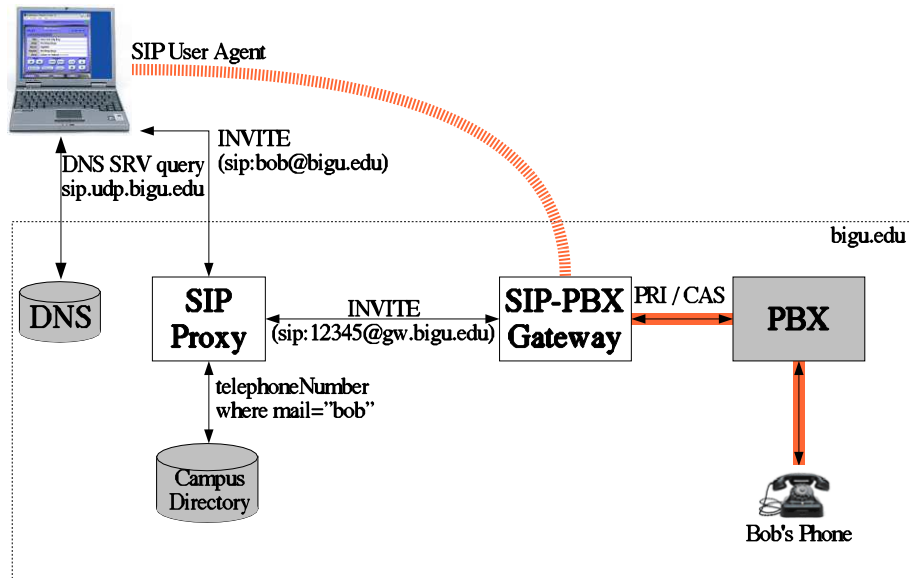 SIP User Agent
INVITE
(sip:bob@bigu.edu)
DNS SRV query
sip.udp.bigu.edu
bigu.edu
DNS
SIP
Proxy
INVITE
(sip:12345@gw.bigu.edu)
SIP-PBX
Gateway
PRI / CAS
PBX
telephoneNumber
where mail=”bob”
Campus
Directory
Bob's Phone